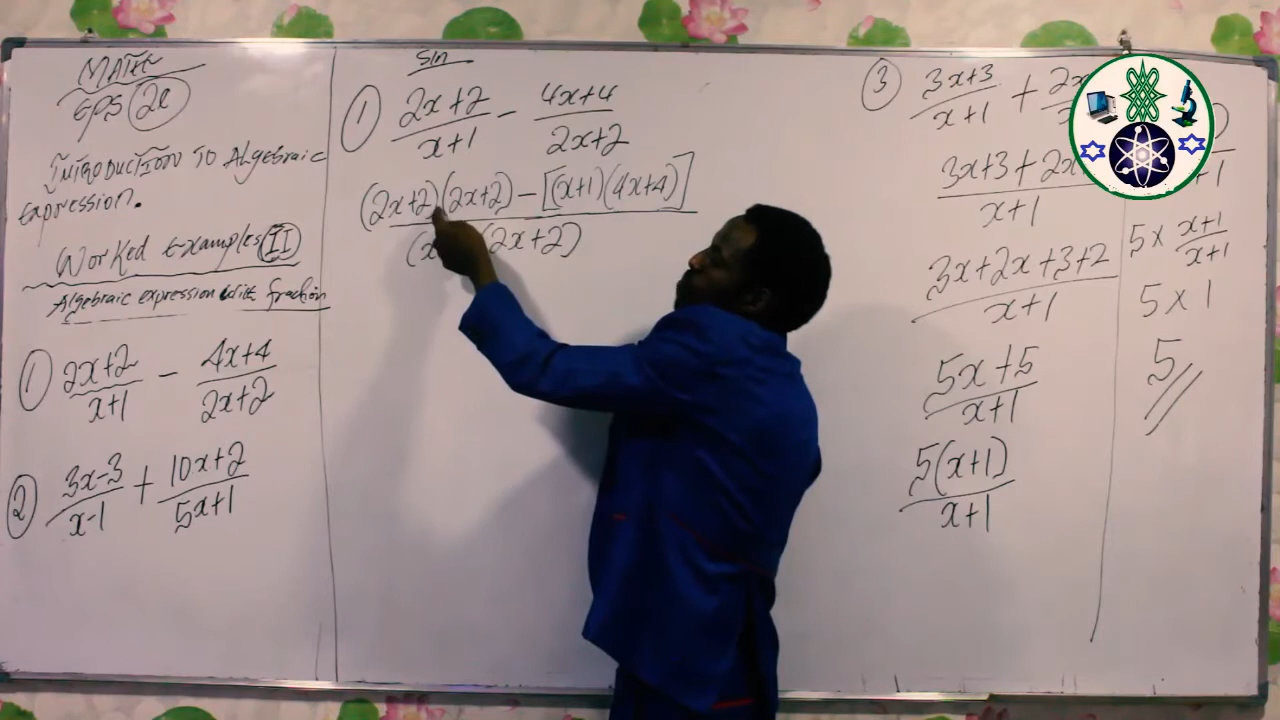 MATHS
EPS 2e
INTRODUCTION TO Algebraic
Expression.
Worked Examples II
Algebraic expression with fraction
① (2x+2)/(x+1) - (4x+4)/(2x+2)
② (3x-3)/(x-1) + (10x+2)/(5x+1)
Sln
① (2x+2)/(x+1) - (4x+4)/(2x+2)
(2x+2)(2x+2) - [(x+1)(4x+4)]
(x (2x+2)
③ (3x+3)/(x+1) + 2x
3x+3+2x
x+1
(3x+2x+3+2)/(x+1)
(5x+5)/(x+1)
5(x+1)/(x+1)
5 × (x+1)/(x+1)
5 × 1
5